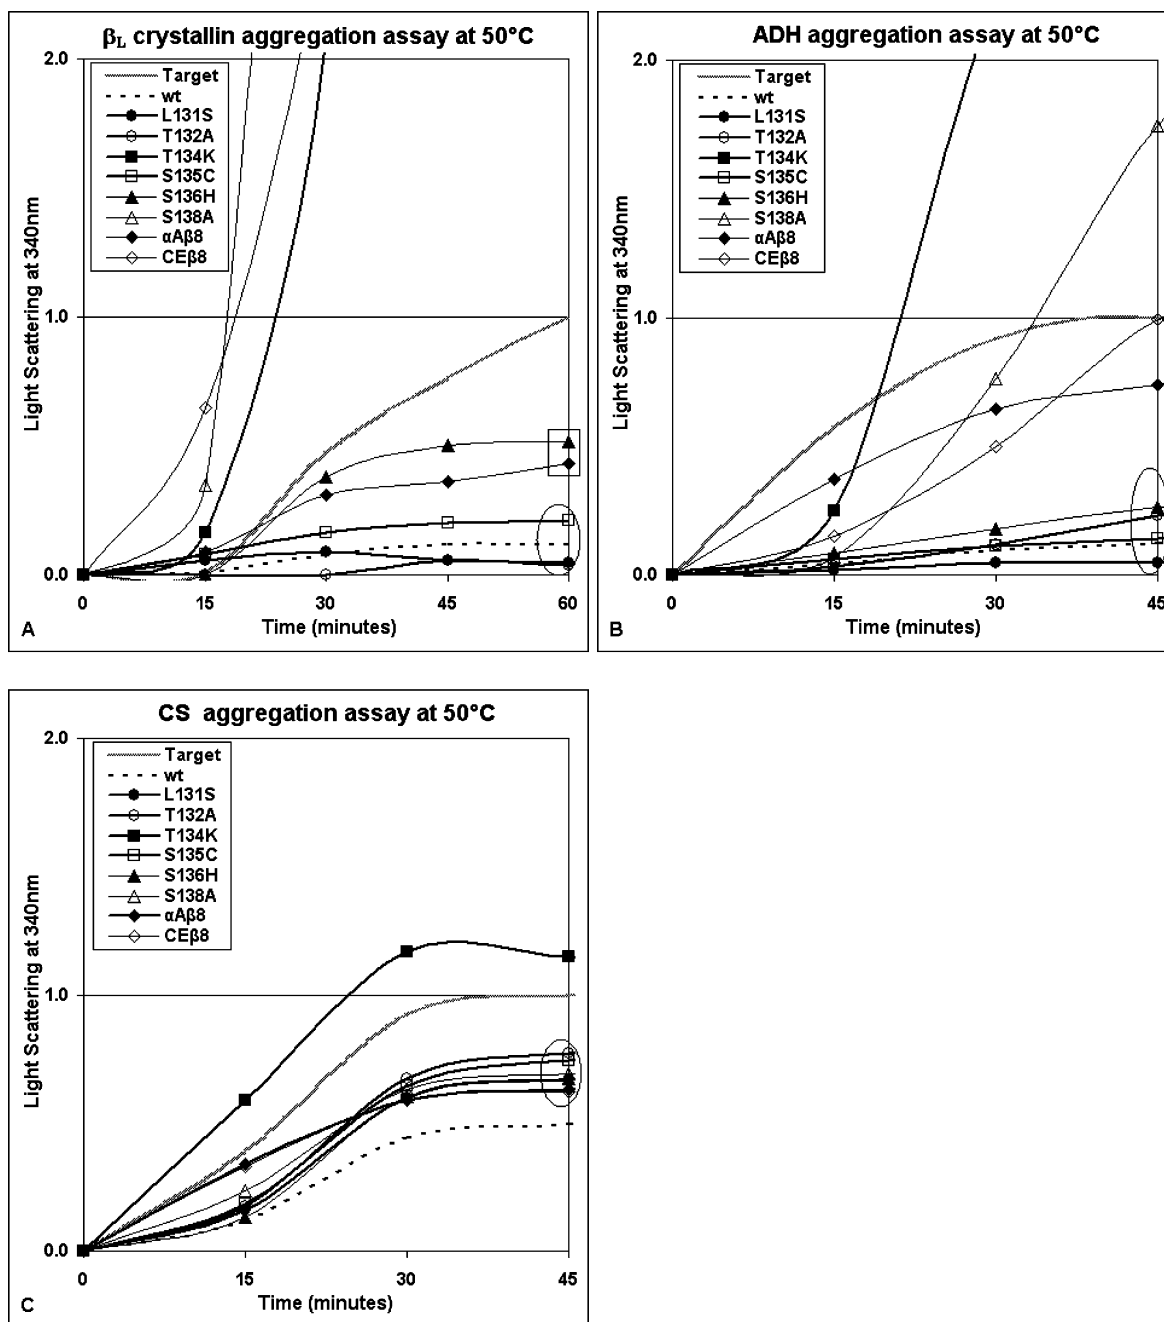 βL crystallin aggregation assay at 50°C
2.0
Target
wt
L131S
T132A
T134K
S135C
S136H
S138A
αAβ8
CEβ8
Light Scattering at 340nm
1.0
0.0
0 15 30 45 60
Time (minutes)
A
ADH aggregation assay at 50°C
2.0
Target
wt
L131S
T132A
T134K
S135C
S136H
S138A
αAβ8
CEβ8
Light Scattering at 340nm
1.0
0.0
0 15 30 45
Time (minutes)
B
CS aggregation assay at 50°C
2.0
Target
wt
L131S
T132A
T134K
S135C
S136H
S138A
αAβ8
CEβ8
Light Scattering at 340nm
1.0
0.0
0 15 30 45
Time (minutes)
C